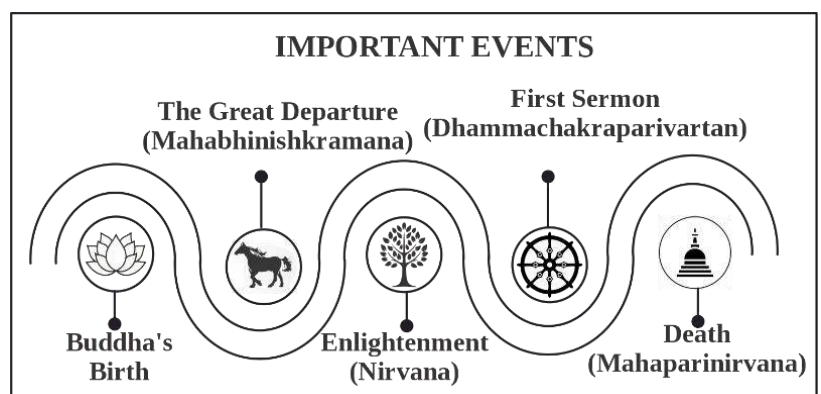 IMPORTANT EVENTS
The Great Departure
(Mahabhinishkramana)
First Sermon
(Dhammachakraparivartan)
Buddha's
Birth
Enlightenment
(Nirvana)
Death
(Mahaparinirvana)